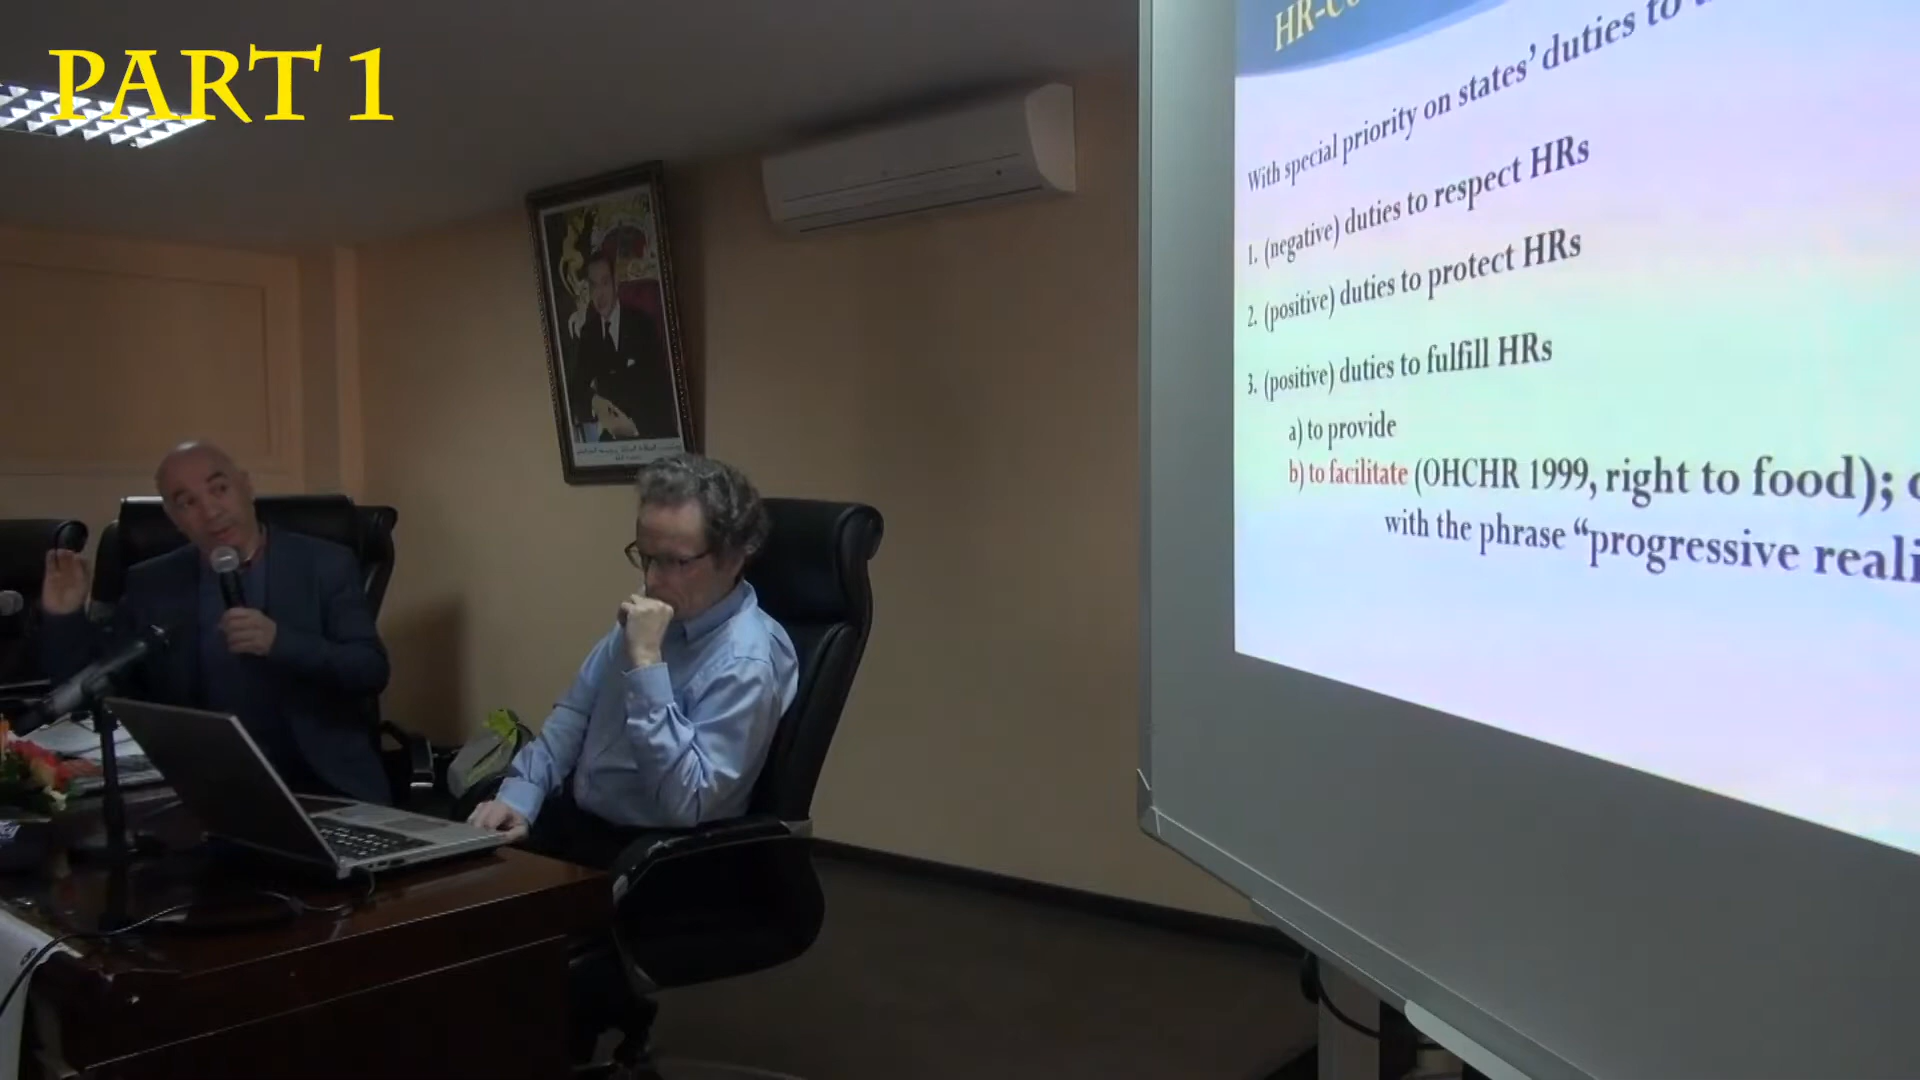 PART 1
With special priority on states' duties to
1. (negative) duties to respect HRs
2. (positive) duties to protect HRs
3. (positive) duties to fulfill HRs
a) to provide
b) to facilitate (OHCHR 1999, right to food);
with the phrase “progressive reali